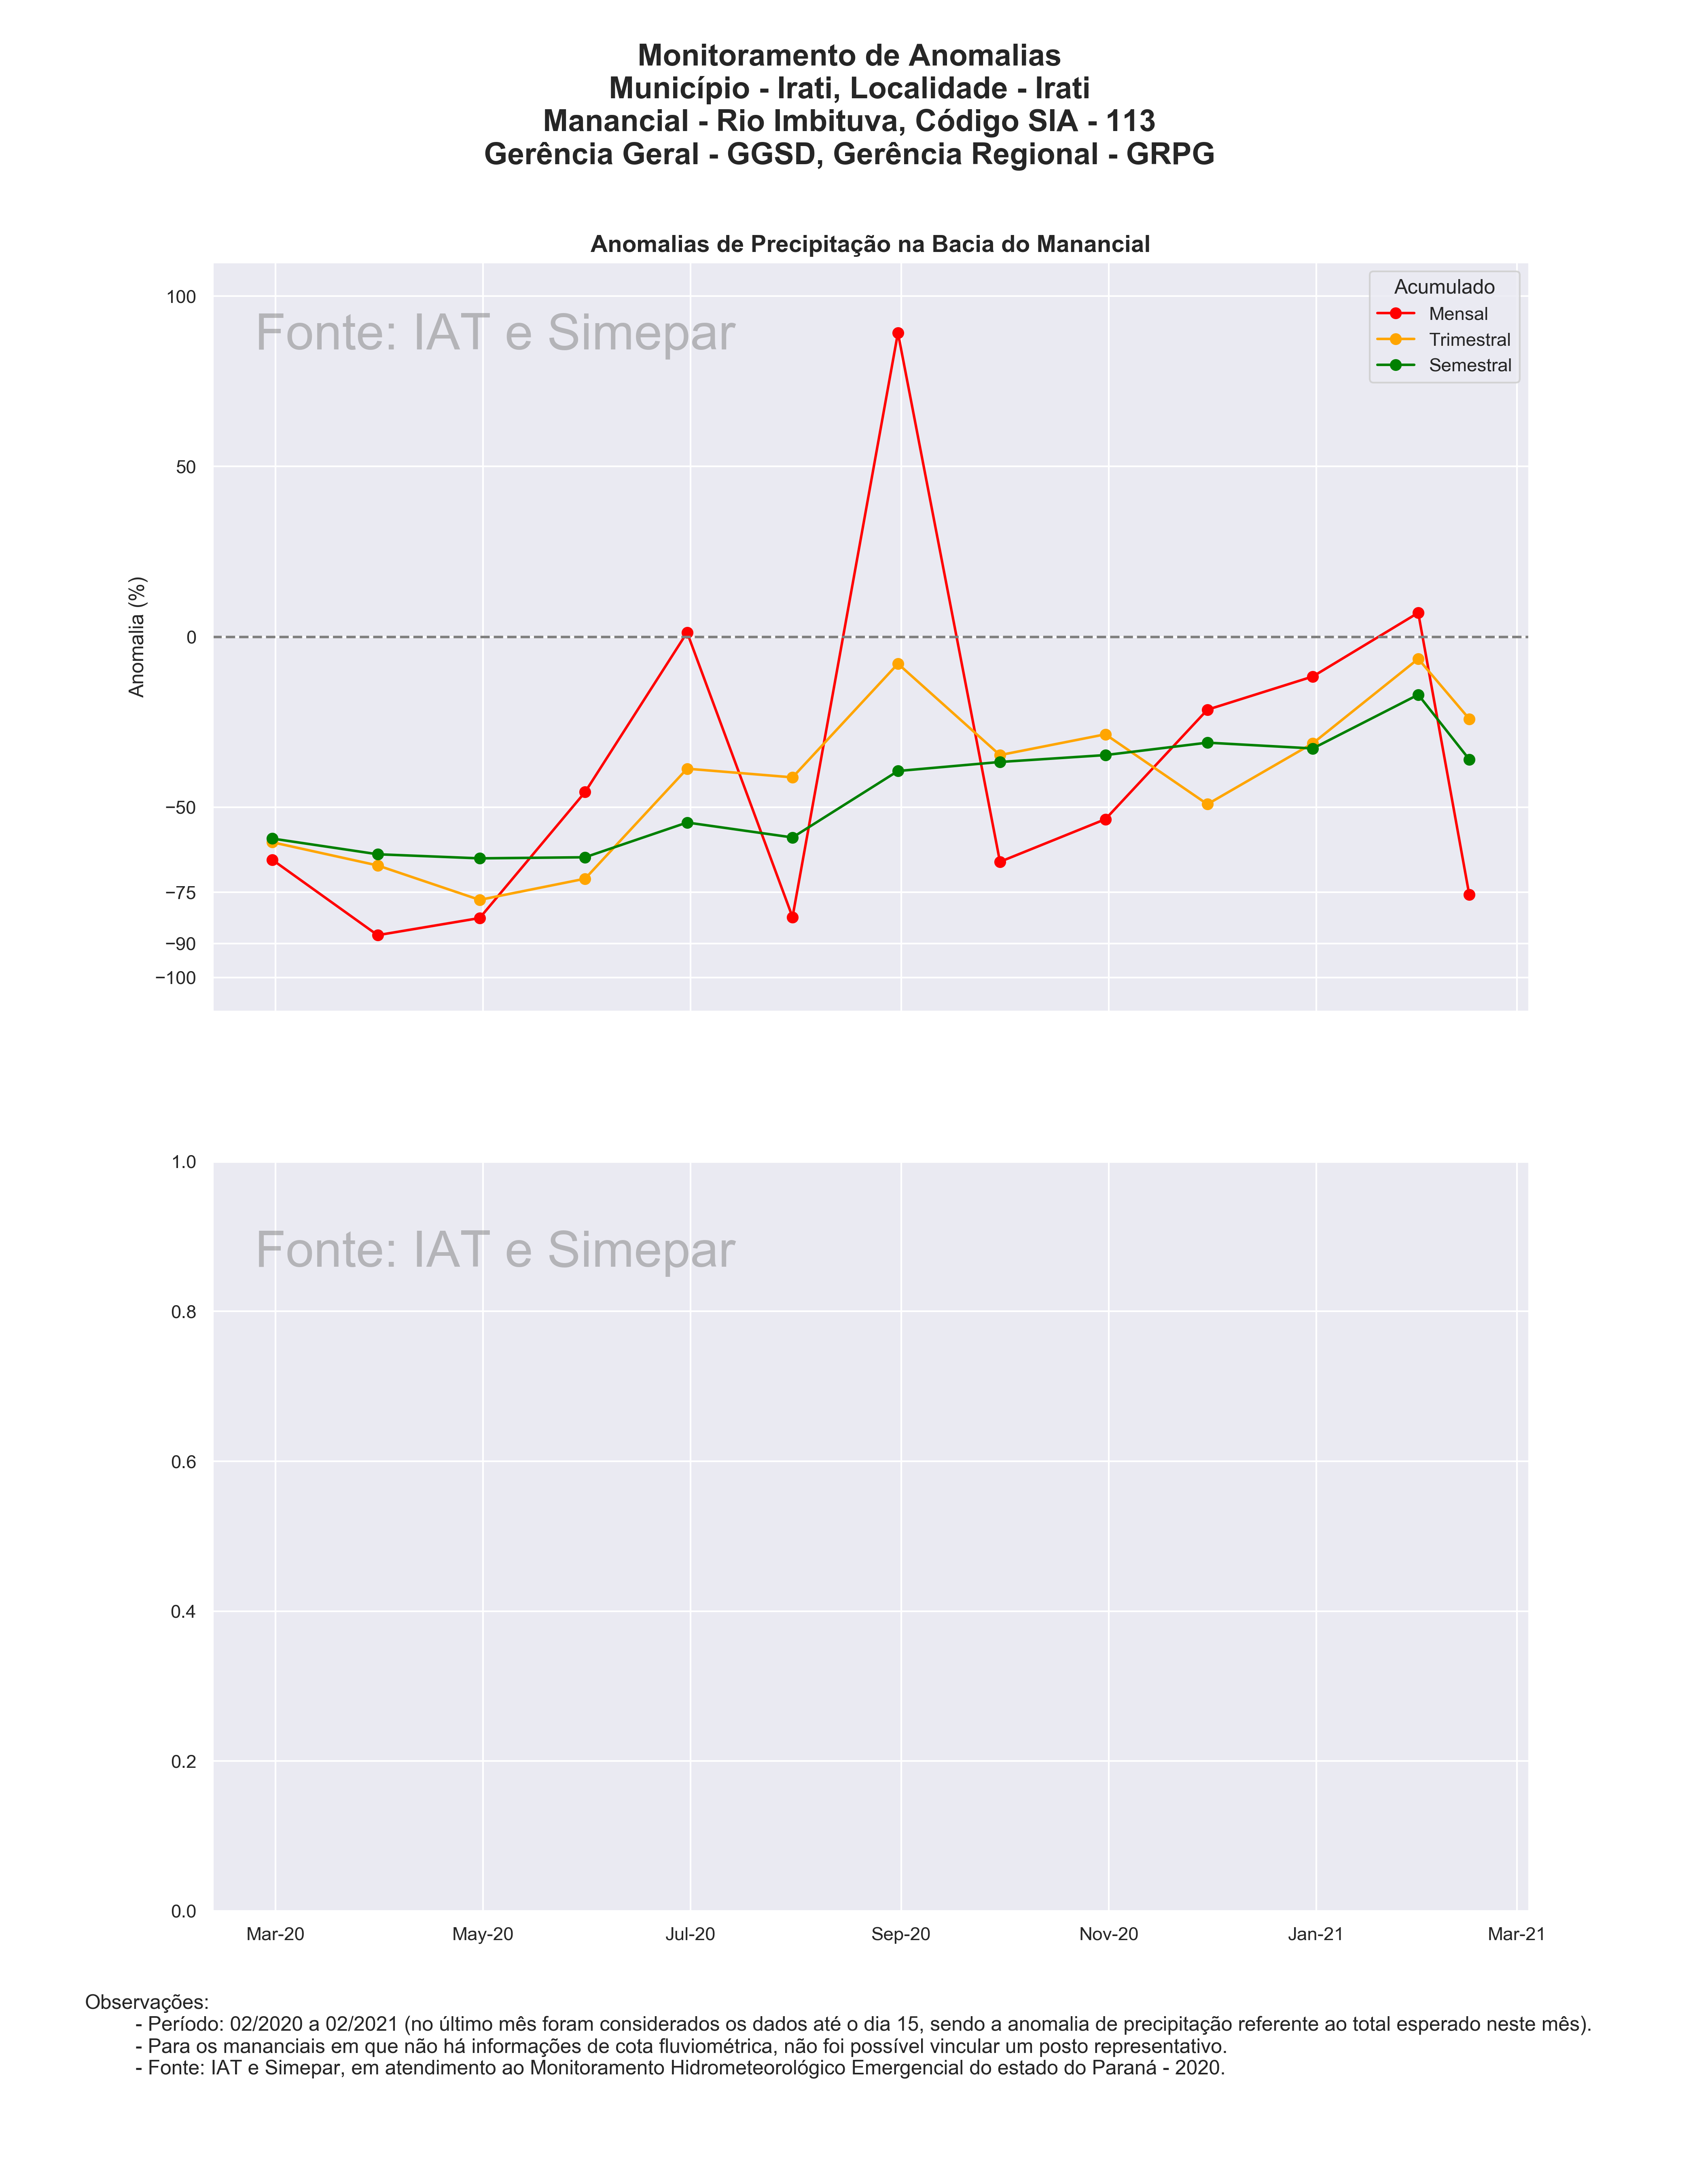 Monitoramento de Anomalias
Município - Irati, Localidade - Irati
Manancial - Rio Imbituva, Código SIA - 113
Gerência Geral - GGSD, Gerência Regional - GRPG
Anomalias de Precipitação na Bacia do Manancial
Fonte: IAT e Simepar
Acumulado
Mensal
Trimestral
Semestral
Anomalia (%)
100
50
0
−50
−75
−90
−100
Fonte: IAT e Simepar
1.0
0.8
0.6
0.4
0.2
0.0
Mar-20 May-20 Jul-20 Sep-20 Nov-20 Jan-21 Mar-21
Observações:
- Período: 02/2020 a 02/2021 (no último mês foram considerados os dados até o dia 15, sendo a anomalia de precipitação referente ao total esperado neste mês).
- Para os mananciais em que não há informações de cota fluviométrica, não foi possível vincular um posto representativo.
- Fonte: IAT e Simepar, em atendimento ao Monitoramento Hidrometeorológico Emergencial do estado do Paraná - 2020.